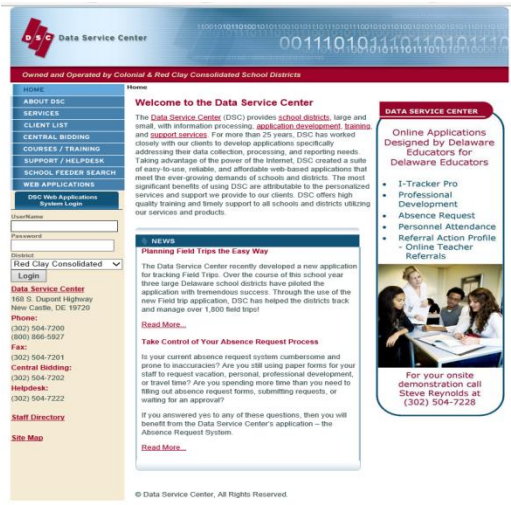 DSC Data Service Center
Owned and Operated by Colonial & Red Clay Consolidated School Districts
HOME
ABOUT DSC
SERVICES
CLIENT LIST
CENTRAL BIDDING
COURSES / TRAINING
SUPPORT / HELPDESK
SCHOOL FEEDER SEARCH
WEB APPLICATIONS
DSC Web Applications
System Login
UserName
Password
District
Red Clay Consolidated
Login
Data Service Center
168 S. Dupont Highway
New Castle, DE 19720
Phone:
(302) 504-7200
(800) 866-5927
Fax:
(302) 504-7201
Central Bidding:
(302) 504-7202
Helpdesk:
(302) 504-7222
Staff Directory
Site Map
Home
Welcome to the Data Service Center
The Data Service Center (DSC) provides school districts, large and
small, with information processing, application development, training,
and support services. For more than 25 years, DSC has worked
closely with our clients to develop applications specifically
addressing their data collection, processing, and reporting needs.
Taking advantage of the power of the Internet, DSC created a suite
of easy-to-use, reliable, and affordable web-based applications that
meet the ever-growing demands of schools and districts. The most
significant benefits of using DSC are attributable to the personalized
services and support we provide to our clients. DSC offers high
quality training and timely support to all schools and districts utilizing
our services and products.
NEWS
Planning Field Trips the Easy Way
The Data Service Center recently developed a new application
for tracking Field Trips. Over the course of this school year
three large Delaware school districts have piloted the
application with tremendous success. Through the use of the
new Field trip application, DSC has helped the districts track
and manage over 1,800 field trips!
Read More...
Take Control of Your Absence Request Process
Is your current absence request system cumbersome and
prone to inaccuracies? Are you still using paper forms for your
staff to request vacation, personal, professional development,
or travel time? Are you spending more time than you need to
filling out absence request forms, submitting requests, or
waiting for an approval?
If you answered yes to any of these questions, then you will
benefit from the Data Service Center's application – the
Absence Request System.
Read More...
© Data Service Center, All Rights Reserved.
DATA SERVICE CENTER
Online Applications
Designed by Delaware
Educators for
Delaware Educators
• I-Tracker Pro
• Professional
Development
• Absence Request
• Personnel Attendance
• Referral Action Profile
- Online Teacher
Referrals
For your onsite
demonstration call
Steve Reynolds at
(302) 504-7228